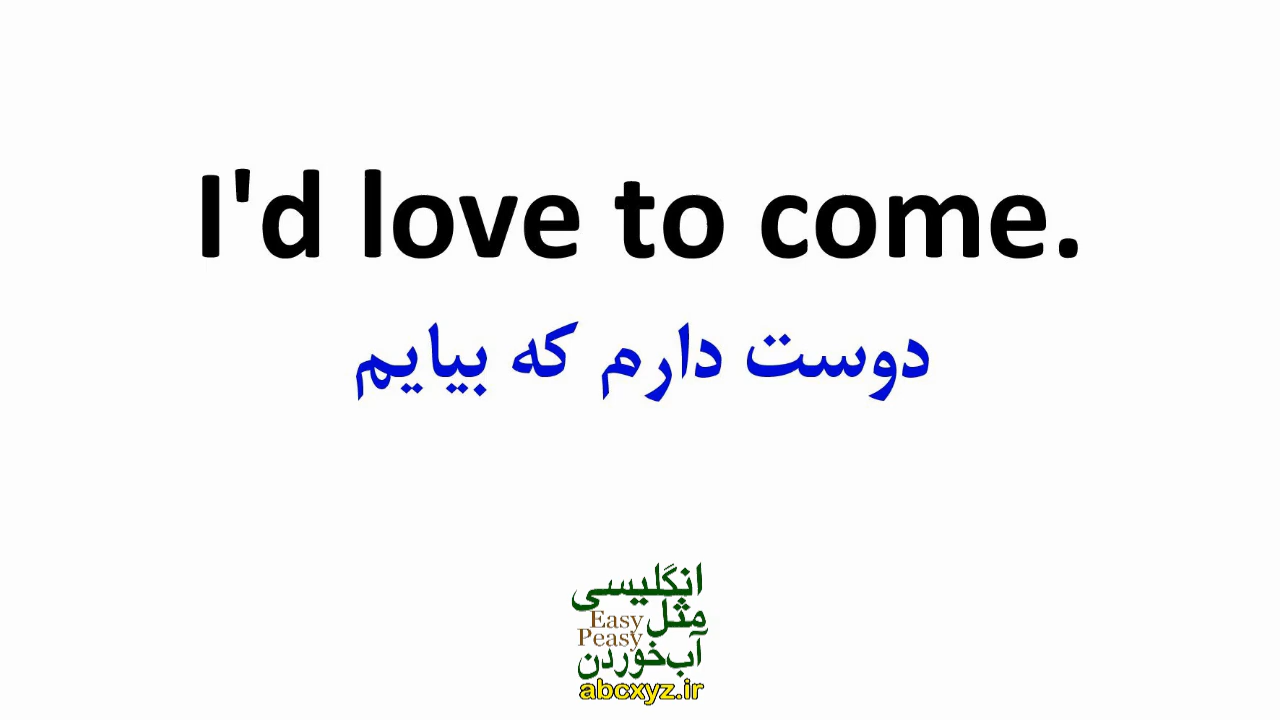 I'd love to come.
دوست دارم که بیایم
انگلیسی
مثل
Easy
Peasy
آب‌خوردن
abcxyz.ir